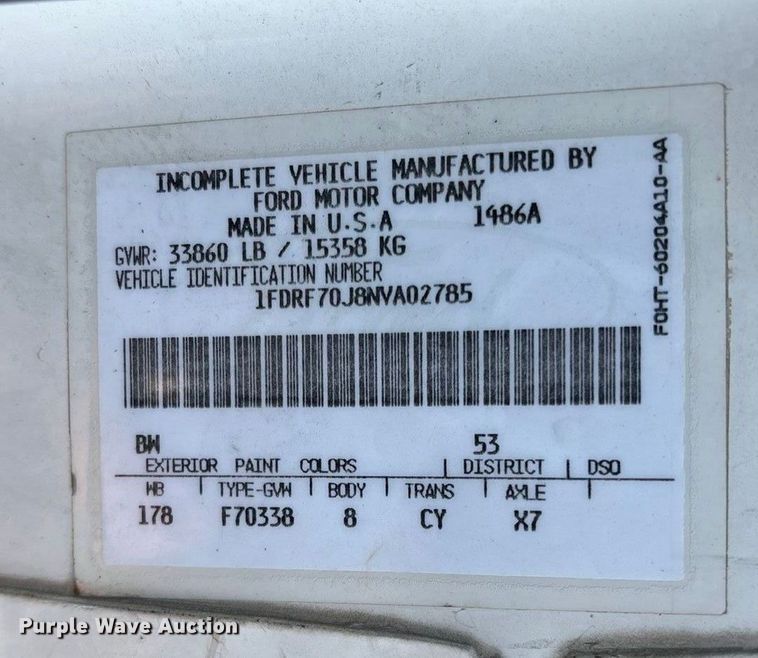 INCOMPLETE VEHICLE MANUFACTURED BY
FORD MOTOR COMPANY
MADE IN U.S.A 1486A
GVWR: 33860 LB / 15358 KG
VEHICLE IDENTIFICATION NUMBER
1FDRF70J8NVA02785
F0HT-60204A10-AA
BW 53
EXTERIOR PAINT COLORS | DISTRICT | DSO
WB | TYPE-GVW | BODY | TRANS | AXLE |
178 F70338 8 CY X7
Purple Wave Auction